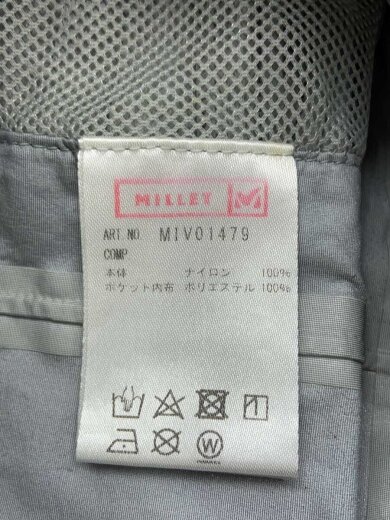 MILLET
ART NO. MIV01479
COMP
本体 ナイロン 100%
ポケット内布 ポリエステル 100%
W